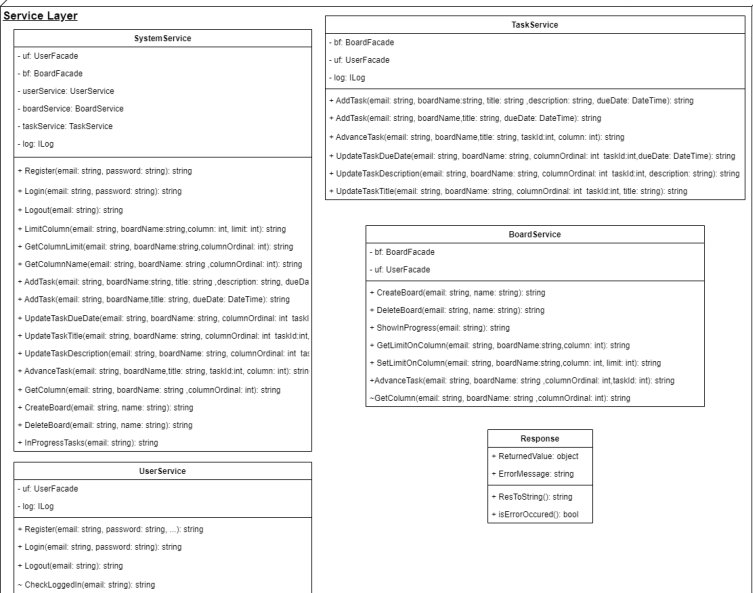 Service Layer
SystemService
- uf: UserFacade
- bf: BoardFacade
- userService: UserService
- boardService: BoardService
- taskService: TaskService
- log: ILog
+ Register(email: string, password: string): string
+ Login(email: string, password: string): string
+ Logout(email: string): string
+ LimitColumn(email: string, boardName:string,column: int, limit: int): string
+ GetColumnLimit(email: string, boardName:string,columnOrdinal: int): string
+ GetColumnName(email: string, boardName: string ,columnOrdinal: int): string
+ AddTask(email: string, boardName:string, title: string ,description: string, dueDa
+ AddTask(email: string, boardName,title: string, dueDate: DateTime): string
+ UpdateTaskDueDate(email: string, boardName: string, columnOrdinal: int taskI
+ UpdateTaskTitle(email: string, boardName: string, columnOrdinal: int taskId:int,
+ UpdateTaskDescription(email: string, boardName: string, columnOrdinal: int tas
+ AdvanceTask(email: string, boardName,title: string, taskId:int, column: int): strin
+ GetColumn(email: string, boardName: string ,columnOrdinal: int): string
+ CreateBoard(email: string, name: string): string
+ DeleteBoard(email: string, name: string): string
+ InProgressTasks(email: string): string
UserService
- uf: UserFacade
- log: ILog
+ Register(email: string, password: string, ...): string
+ Login(email: string, password: string): string
+ Logout(email: string): string
~ CheckLoggedIn(email: string): string
TaskService
- bf: BoardFacade
- uf: UserFacade
- log: ILog
+ AddTask(email: string, boardName:string, title: string ,description: string, dueDate: DateTime): string
+ AddTask(email: string, boardName,title: string, dueDate: DateTime): string
+ AdvanceTask(email: string, boardName,title: string, taskId:int, column: int): string
+ UpdateTaskDueDate(email: string, boardName: string, columnOrdinal: int taskId:int,dueDate: DateTime): string
+ UpdateTaskDescription(email: string, boardName: string, columnOrdinal: int taskId:int, description: string): string
+ UpdateTaskTitle(email: string, boardName: string, columnOrdinal: int taskId:int, title: string): string
BoardService
- bf: BoardFacade
- uf: UserFacade
+ CreateBoard(email: string, name: string): string
+ DeleteBoard(email: string, name: string): string
+ ShowInProgress(email: string): string
+ GetLimitOnColumn(email: string, boardName:string,column: int): string
+ SetLimitOnColumn(email: string, boardName:string,column: int, limit: int): string
+AdvanceTask(email: string, boardName: string ,columnOrdinal: int,taskId: int): string
~GetColumn(email: string, boardName: string ,columnOrdinal: int): string
Response
+ ReturnedValue: object
+ ErrorMessage: string
+ ResToString(): string
+ isErrorOccured(): bool